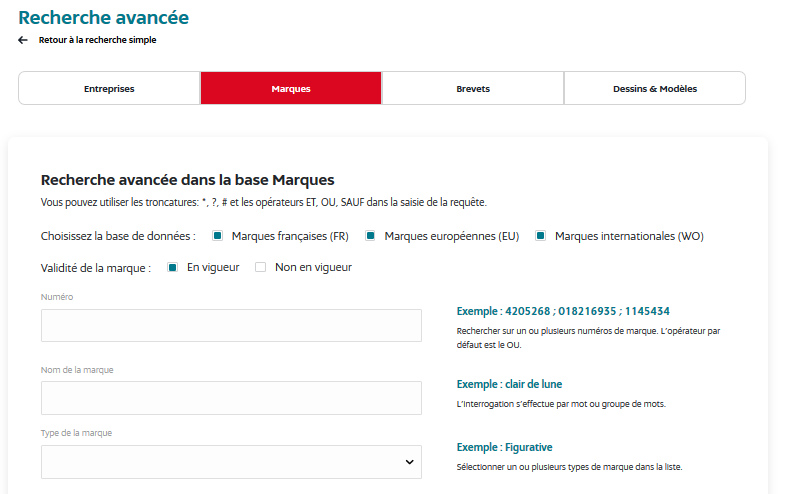 Recherche avancée
Retour à la recherche simple
Entreprises
Marques
Brevets
Dessins & Modèles
Recherche avancée dans la base Marques
Vous pouvez utiliser les troncatures: *, ?, # et les opérateurs ET, OU, SAUF dans la saisie de la requête.
Choisissez la base de données : Marques françaises (FR) Marques européennes (EU) Marques internationales (WO)
Validité de la marque : En vigueur Non en vigueur
Numéro
Exemple : 4205268 ; 018216935 ; 1145434
Rechercher sur un ou plusieurs numéros de marque. L'opérateur par
défaut est le OU.
Nom de la marque
Exemple : clair de lune
L'interrogation s'effectue par mot ou groupe de mots.
Type de la marque
Exemple : Figurative
Sélectionner un ou plusieurs types de marque dans la liste.